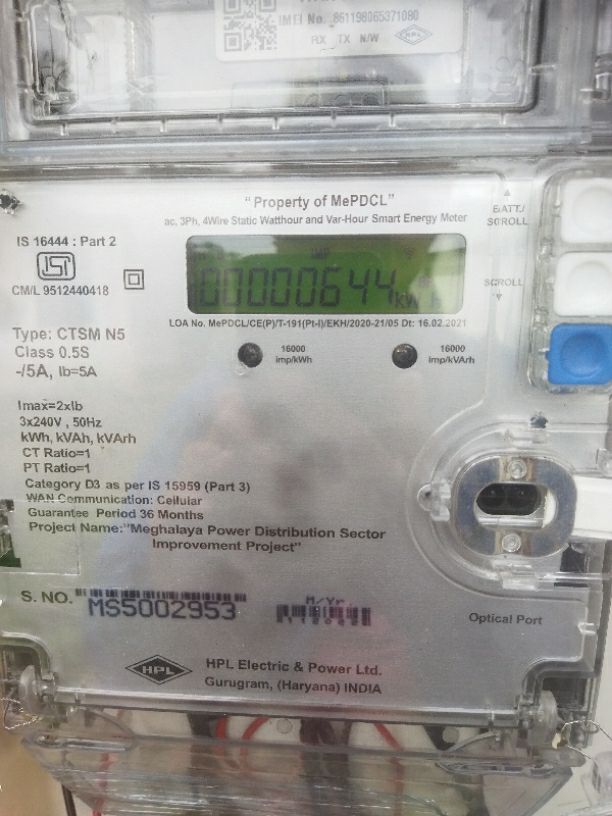 IMEI No. 861198065371080
RX TX N/W
HPL
"Property of MePDCL"
ac, 3Ph, 4Wire Static Watthour and Var-Hour Smart Energy Meter
BATT./
SCROLL
IS 16444 : Part 2
ISI
CM/L 9512440418
00000644 kWh
SCROLL
LOA No. MePDCL/CE(P)/T-191(Pt-I)/EKH/2020-21/05 Dt: 16.02.2021
Type: CTSM N5
Class 0.5S
-/5A, Ib=5A
16000
imp/kWh
16000
imp/kVArh
Imax=2xIb
3x240V , 50Hz
kWh, kVAh, kVArh
CT Ratio=1
PT Ratio=1
Category D3 as per IS 15959 (Part 3)
WAN Communication: Cellular
Guarantee Period 36 Months
Project Name:"Meghalaya Power Distribution Sector
Improvement Project"
S. NO. MS5002953
M/Yr
Optical Port
HPL
HPL Electric & Power Ltd.
Gurugram, (Haryana) INDIA